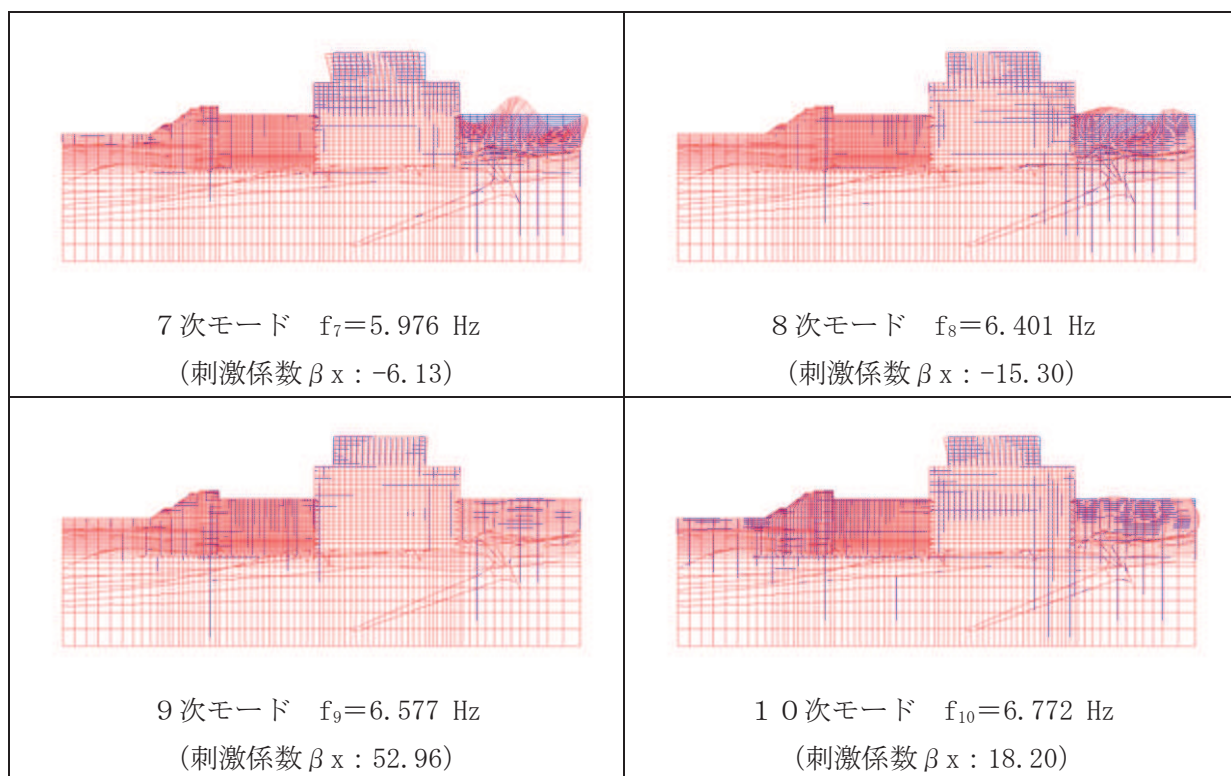 7次モード f₇=5.976 Hz
(刺激係数βx:-6.13)
8次モード f₈=6.401 Hz
(刺激係数βx:-15.30)
9次モード f₉=6.577 Hz
(刺激係数βx:52.96)
10次モード f₁₀=6.772 Hz
(刺激係数βx:18.20)